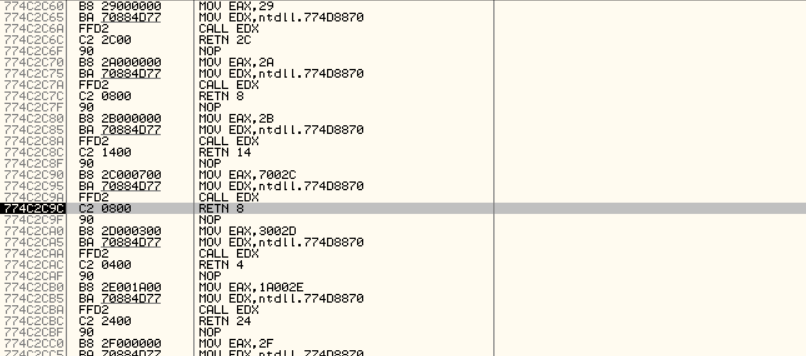 774C2C60 B8 29000000 MOV EAX,29
774C2C65 BA 70884D77 MOV EDX,ntdll.774D8870
774C2C6A FFD2 CALL EDX
774C2C6C C2 2C00 RETN 2C
774C2C6F 90 NOP
774C2C70 B8 2A000000 MOV EAX,2A
774C2C75 BA 70884D77 MOV EDX,ntdll.774D8870
774C2C7A FFD2 CALL EDX
774C2C7C C2 0800 RETN 8
774C2C7F 90 NOP
774C2C80 B8 2B000000 MOV EAX,2B
774C2C85 BA 70884D77 MOV EDX,ntdll.774D8870
774C2C8A FFD2 CALL EDX
774C2C8C C2 1400 RETN 14
774C2C8F 90 NOP
774C2C90 B8 2C000700 MOV EAX,7002C
774C2C95 BA 70884D77 MOV EDX,ntdll.774D8870
774C2C9A FFD2 CALL EDX
774C2C9C C2 0800 RETN 8
774C2C9F 90 NOP
774C2CA0 B8 2D000300 MOV EAX,3002D
774C2CA5 BA 70884D77 MOV EDX,ntdll.774D8870
774C2CAA FFD2 CALL EDX
774C2CAC C2 0400 RETN 4
774C2CAF 90 NOP
774C2CB0 B8 2E001A00 MOV EAX,1A002E
774C2CB5 BA 70884D77 MOV EDX,ntdll.774D8870
774C2CBA FFD2 CALL EDX
774C2CBC C2 2400 RETN 24
774C2CBF 90 NOP
774C2CC0 B8 2F000000 MOV EAX,2F
774C2CC5 BA 70884D77 MOV EDX,ntdll.774D8870